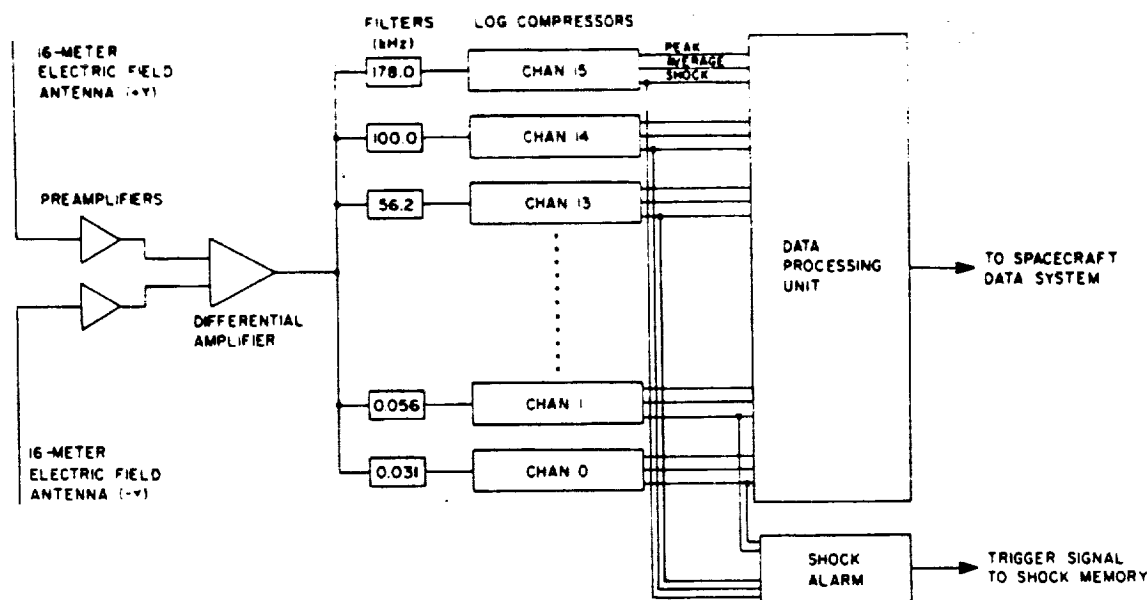 FILTERS
(kHz)
LOG COMPRESSORS
16-METER
ELECTRIC FIELD
ANTENNA (+Y)
178.0
CHAN 15
PEAK
AVERAGE
SHOCK
100.0
CHAN 14
56.2
CHAN 13
PREAMPLIFIERS
DIFFERENTIAL
AMPLIFIER
DATA
PROCESSING
UNIT
TO SPACECRAFT
DATA SYSTEM
0.056
CHAN 1
0.031
CHAN 0
16-METER
ELECTRIC FIELD
ANTENNA (-Y)
SHOCK
ALARM
TRIGGER SIGNAL
TO SHOCK MEMORY